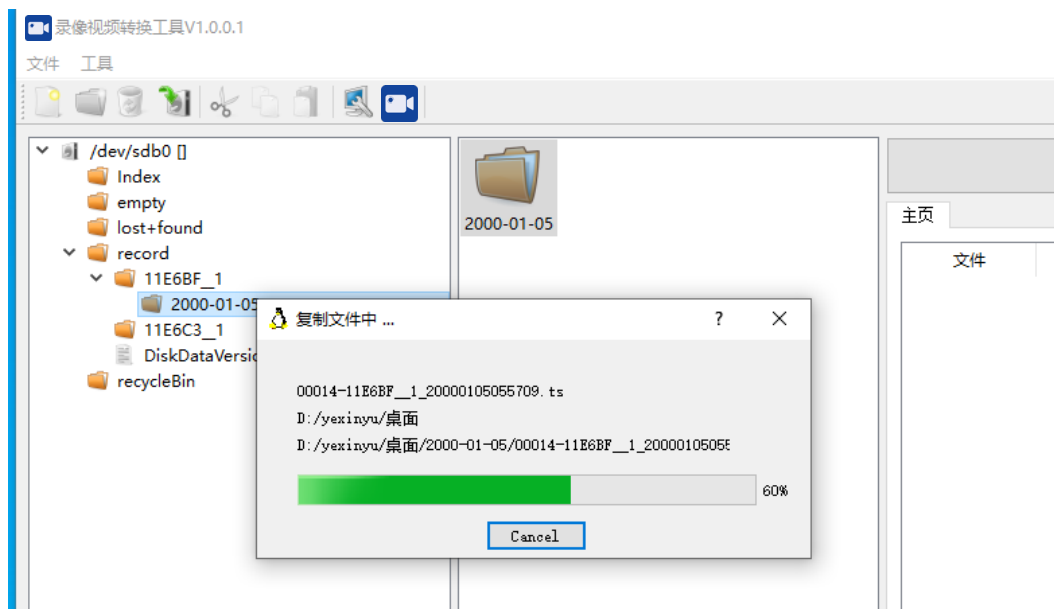 录像视频转换工具V1.0.0.1
文件 工具
/dev/sdb0 []
Index
empty
lost+found
record
11E6BF__1
2000-01-05
11E6C3__1
DiskDataVersic
recycleBin
2000-01-05
主页
文件
复制文件中 ...
?
00014-11E6BF__1_20000105055709.ts
D:/yexinyu/桌面
D:/yexinyu/桌面/2000-01-05/00014-11E6BF__1_20000105055
60%
Cancel